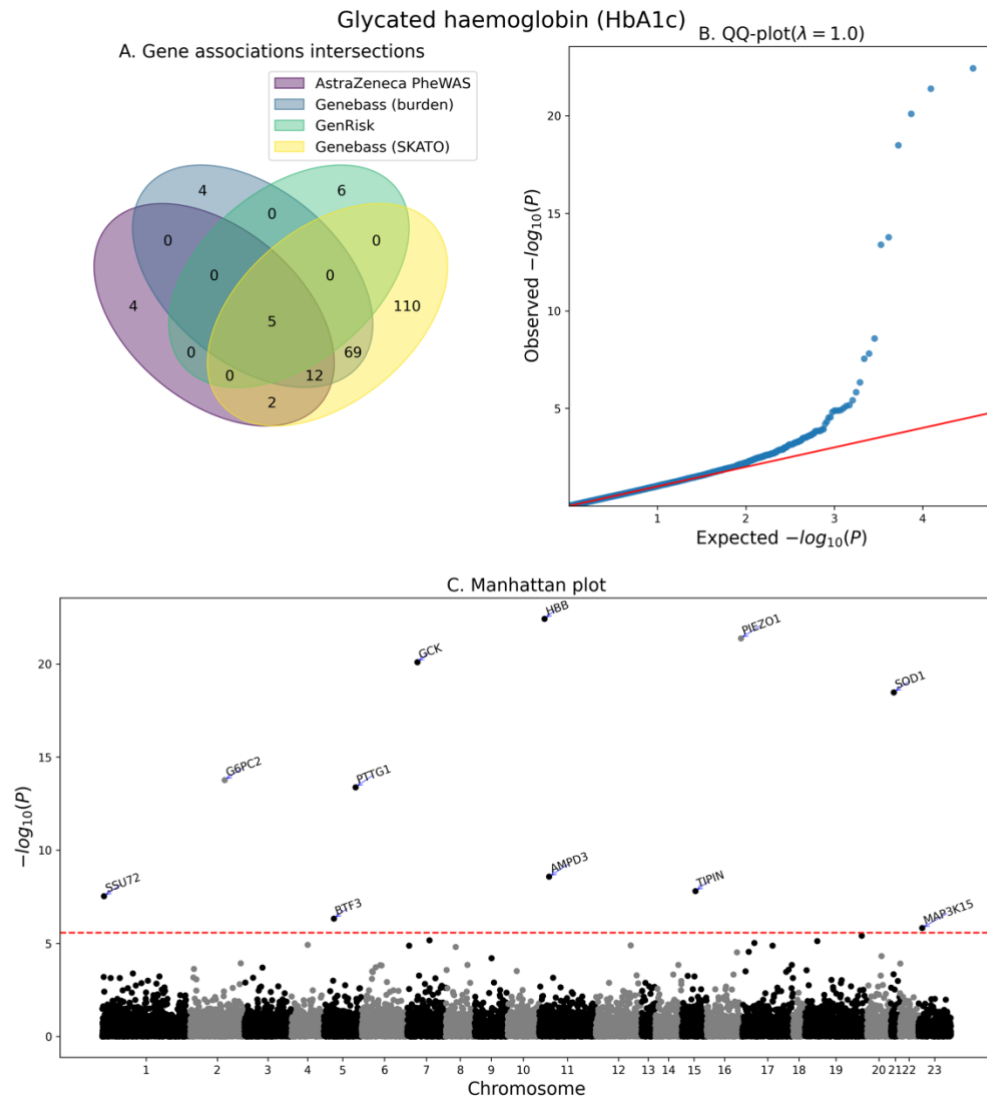 Glycated haemoglobin (HbA1c)
A. Gene associations intersections
AstraZeneca PheWAS
Genebass (burden)
GenRisk
Genebass (SKATO)
4
6
0
0
0
0
0
4
110
5
0
69
0
12
2
B. QQ-plot(λ = 1.0)
Observed −log10(P)
20
15
10
5
1
2
3
4
Expected −log10(P)
C. Manhattan plot
−log10(P)
20
15
10
5
0
HBB
PIEZO1
GCK
SOD1
G6PC2
PTTG1
AMPD3
TIPIN
SSU72
BTF3
MAP3K15
1
2
3
4
5
6
7
8
9
10
11
12
13
14
15
16
17
18
19
20
21
22
23
Chromosome